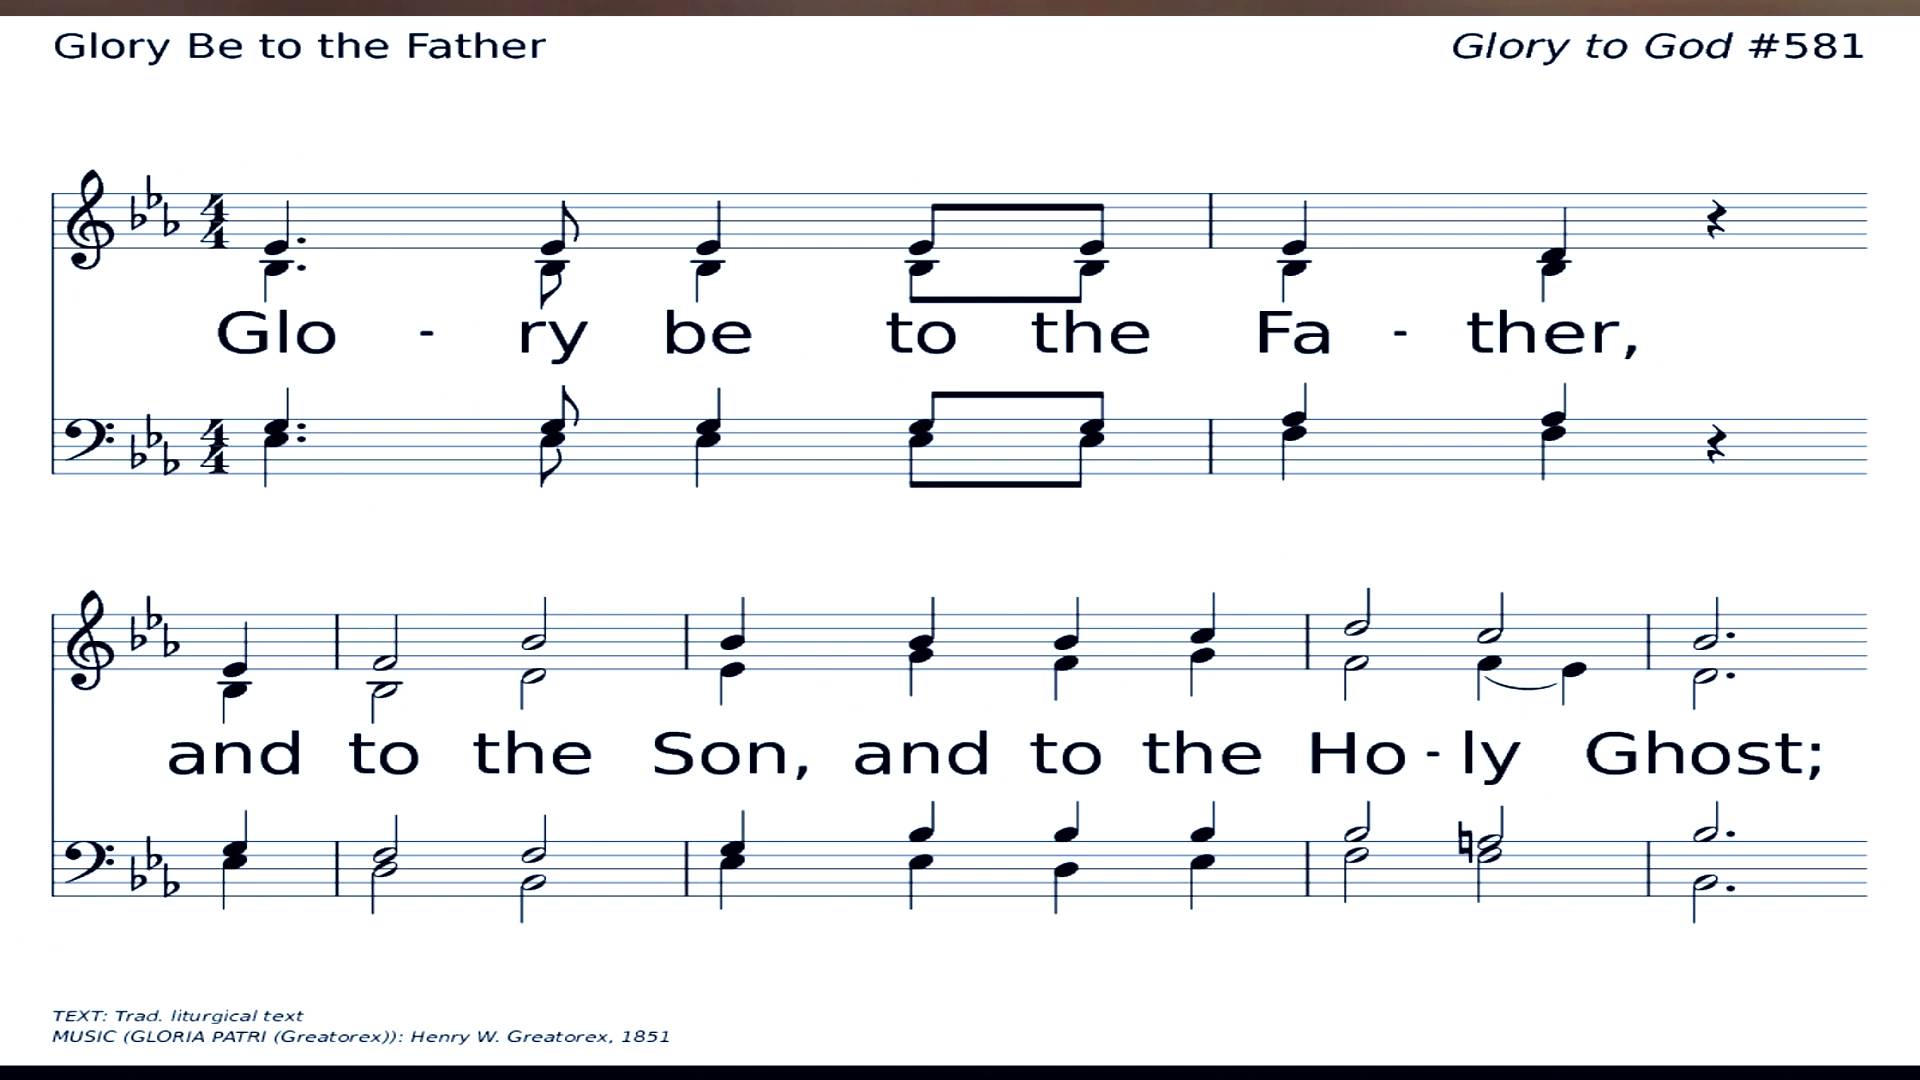 Glory Be to the Father
Glory to God #581
Glo - ry be to the Fa - ther,
and to the Son, and to the Ho - ly Ghost;
TEXT: Trad. liturgical text
MUSIC (GLORIA PATRI (Greatorex)): Henry W. Greatorex, 1851